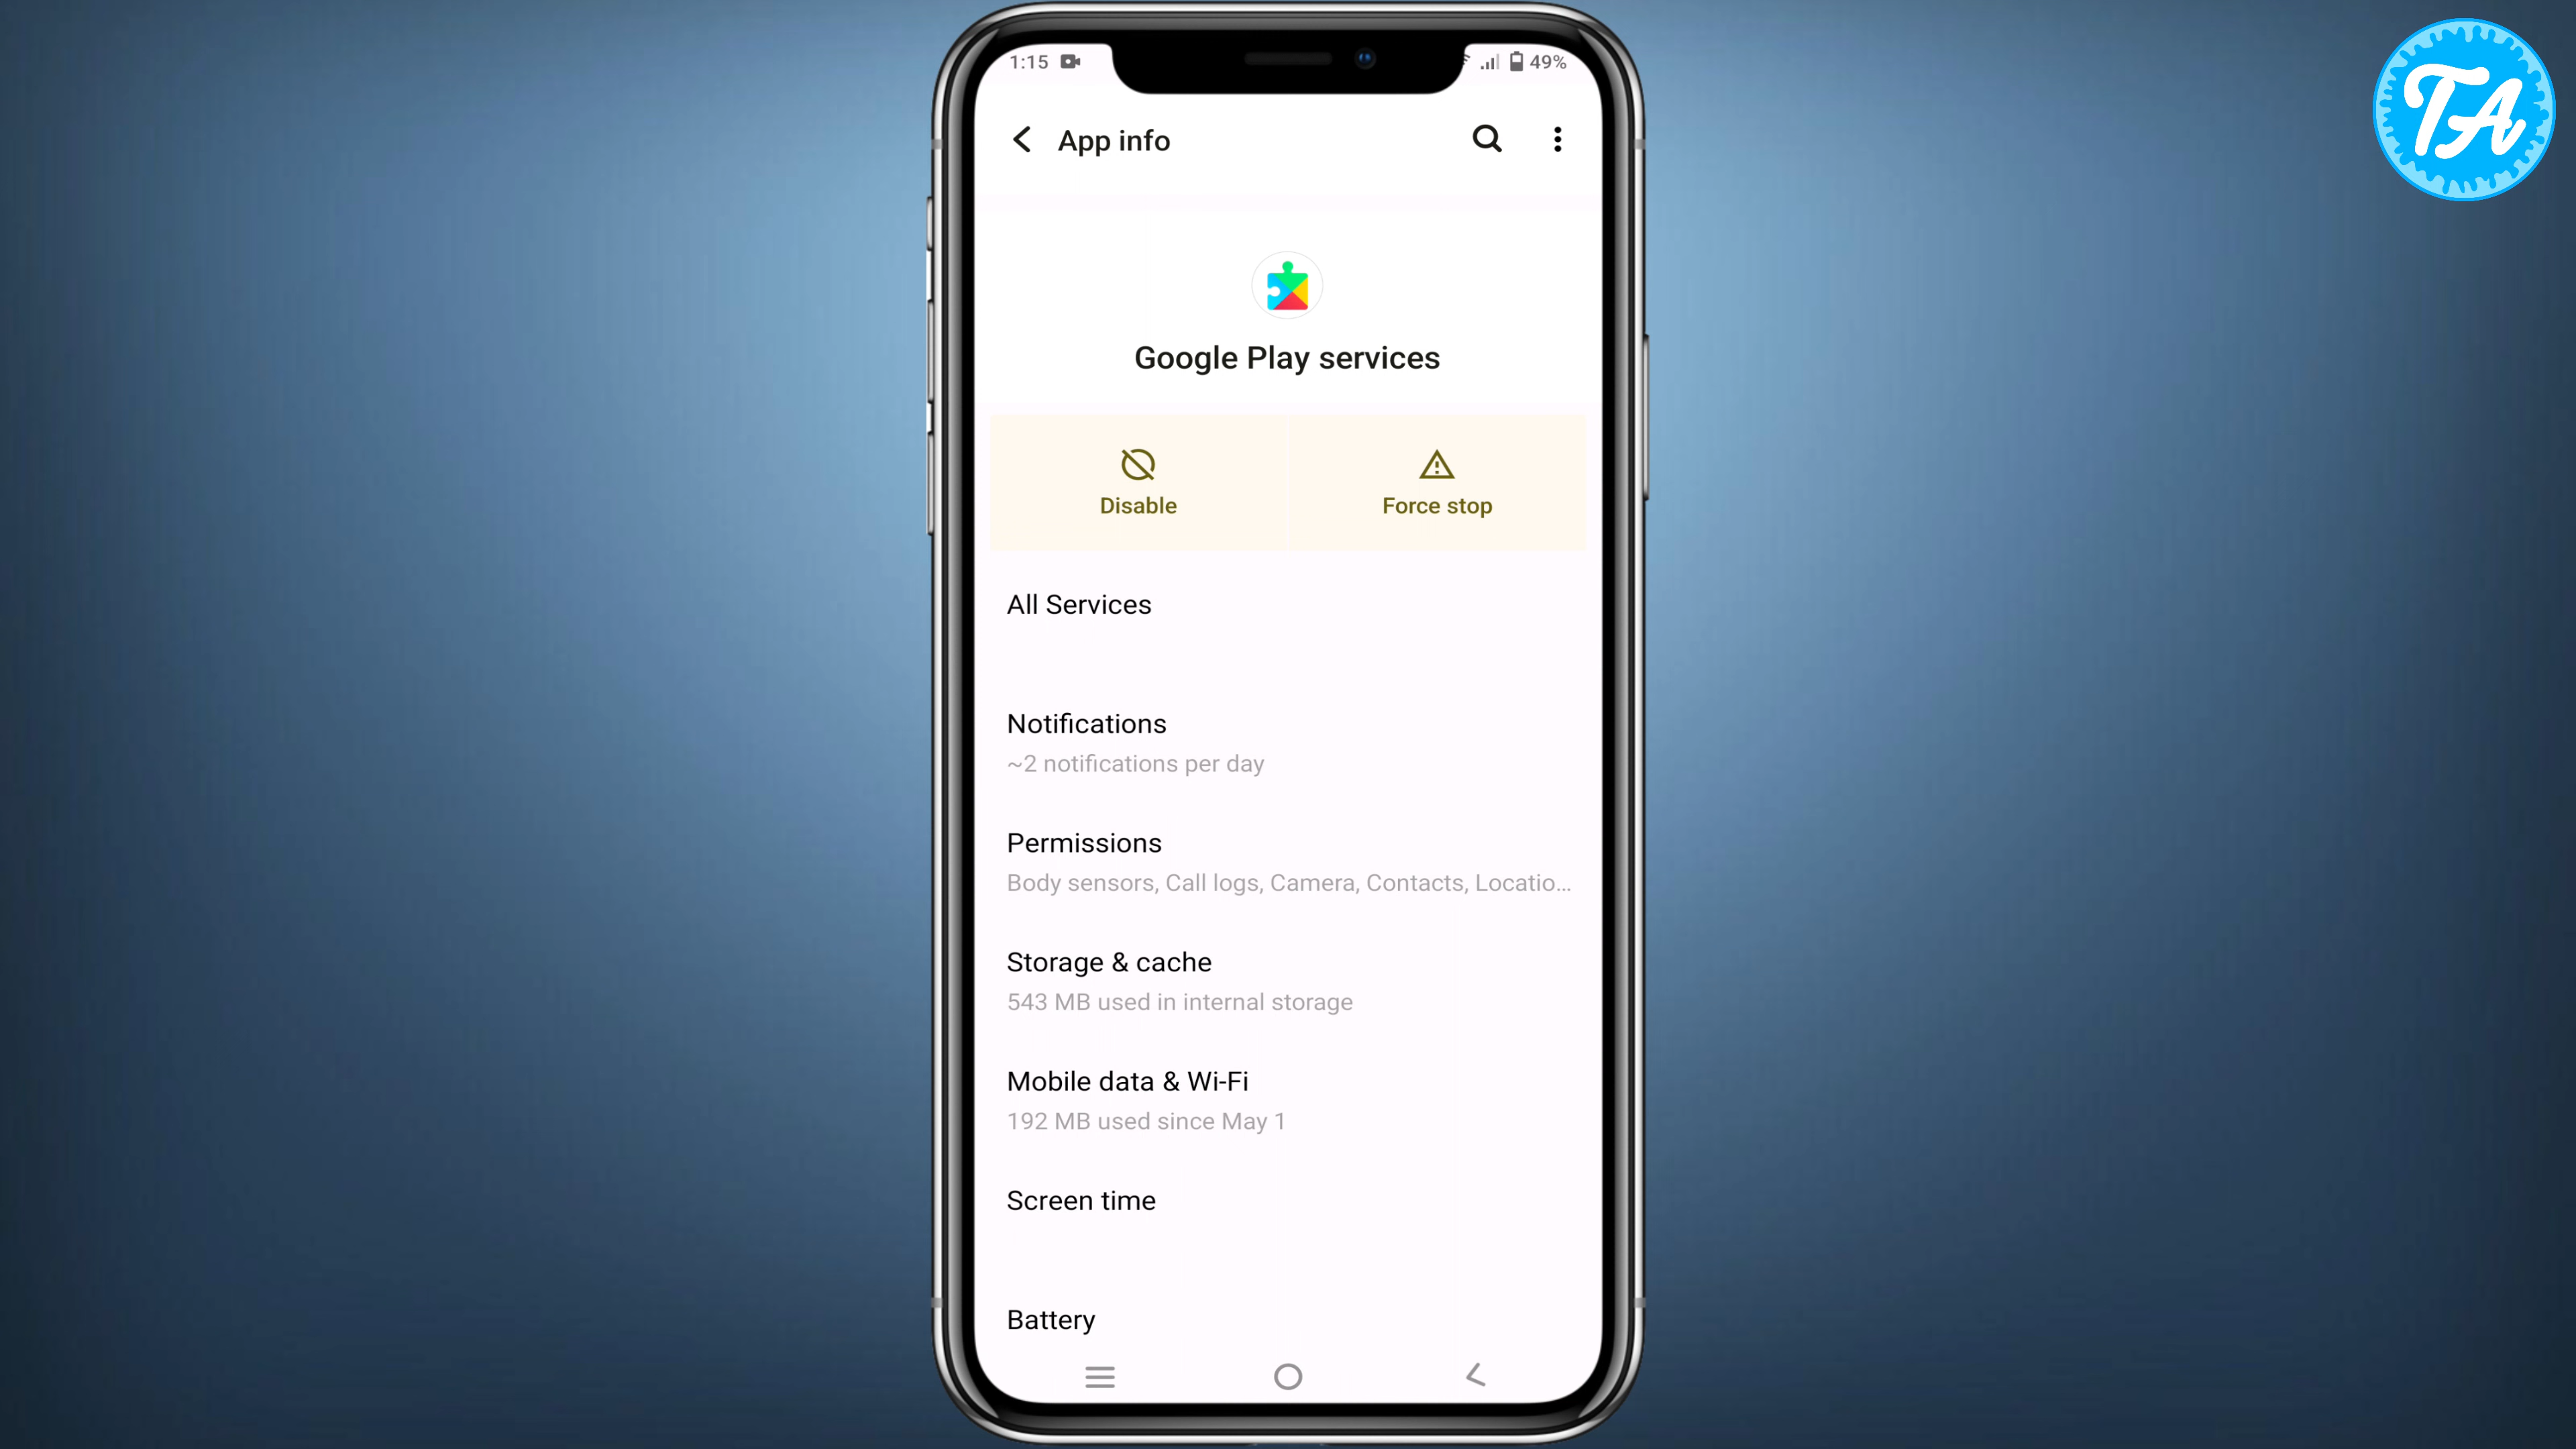 TA
1:15
49%
App info
Google Play services
Disable
Force stop
All Services
Notifications
~2 notifications per day
Permissions
Body sensors, Call logs, Camera, Contacts, Locatio...
Storage & cache
543 MB used in internal storage
Mobile data & Wi-Fi
192 MB used since May 1
Screen time
Battery